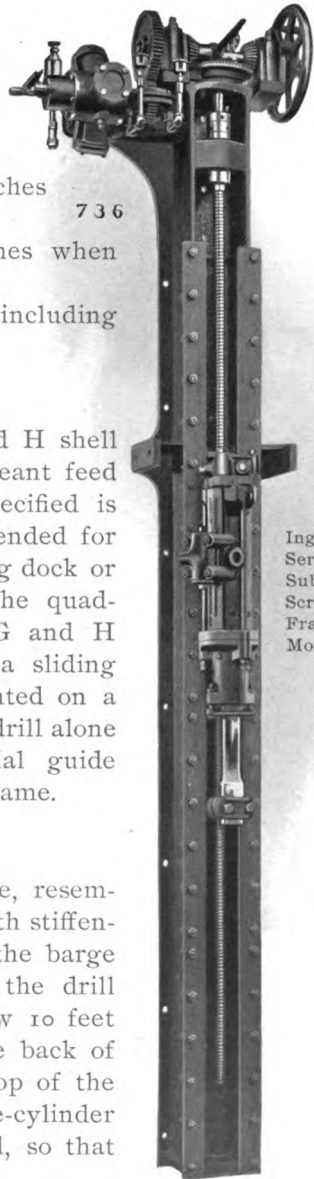 ches
736
nes when
including
d H shell
eant feed
ecified is
ended for
g dock or
he quad-
G and H
a sliding
nted on a
drill alone
al guide
ame.
Ing
Ser
Sub
Scr
Fra
Mo
e, resem-
th stiffen-
the barge
the drill
w 10 feet
e back of
op of the
e-cylinder
l, so that